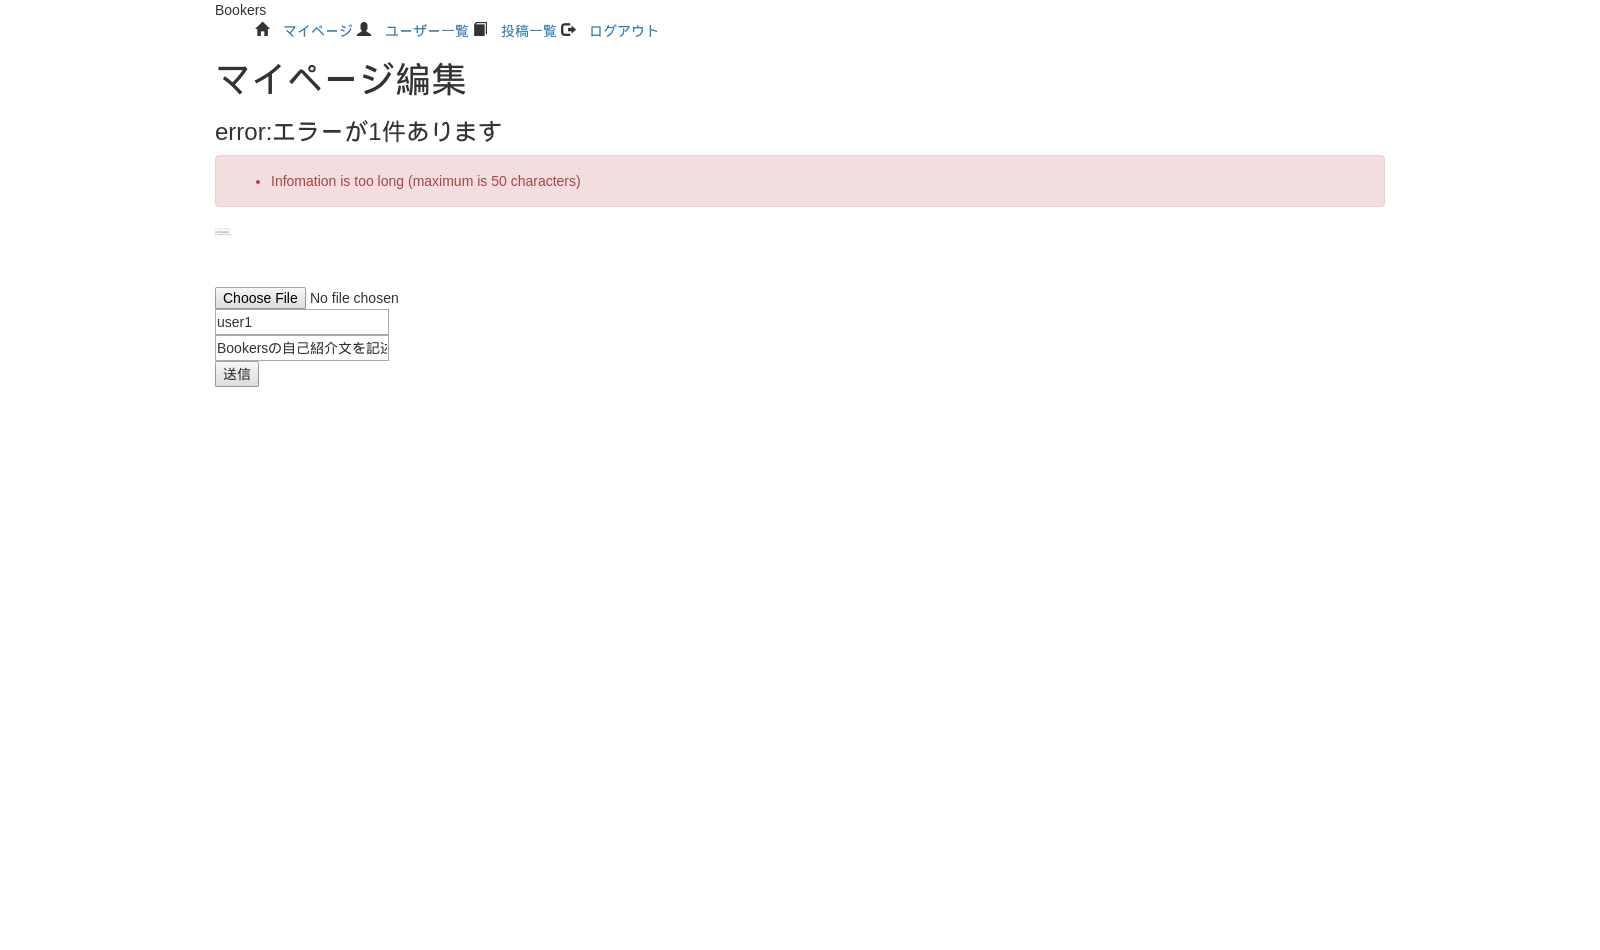 Bookers
マイページ ユーザー一覧 投稿一覧 ログアウト
マイページ編集
error:エラーが1件あります
Infomation is too long (maximum is 50 characters)
Choose File No file chosen
user1
Bookersの自己紹介文を記
送信